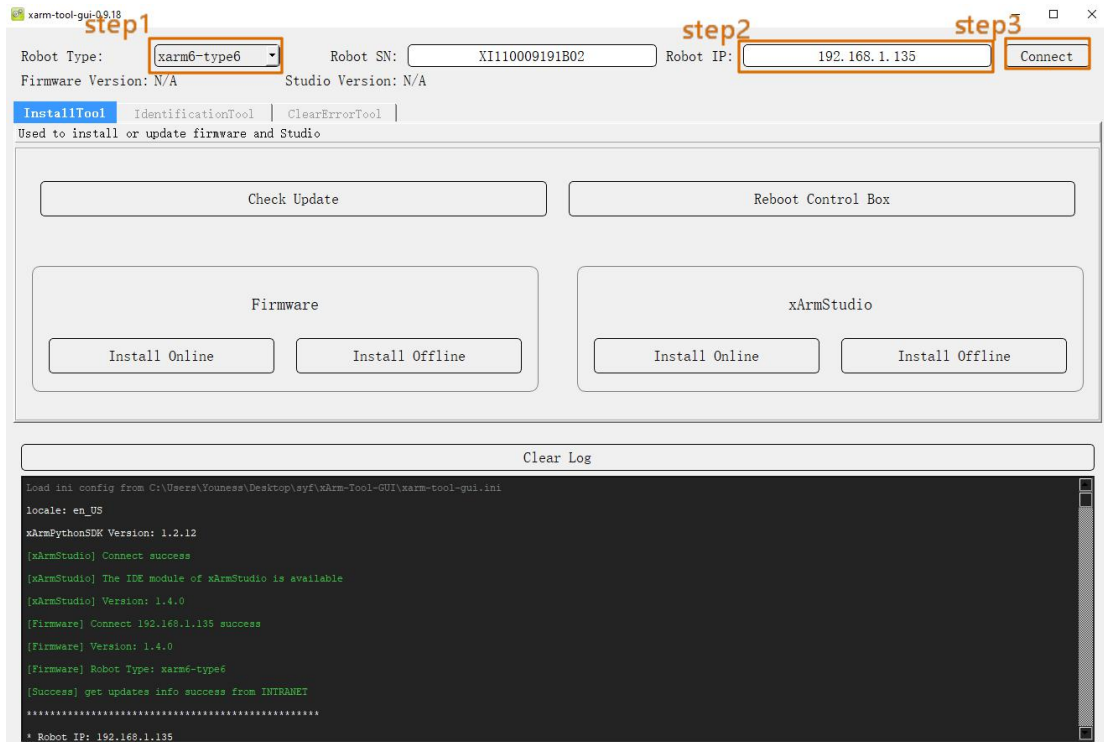 xarm-tool-gui-0.9.18
step1
step2
step3
Robot Type: xarm6-type6 Robot SN: XI110009191B02 Robot IP: 192.168.1.135 Connect
Firmware Version: N/A Studio Version: N/A
InstallTool IdentificationTool ClearErrorTool
Used to install or update firmware and Studio
Check Update Reboot Control Box
Firmware xArmStudio
Install Online Install Offline Install Online Install Offline
Clear Log
Load ini config from C:\Users\Youness\Desktop\syf\xArm-Tool-GUI\xarm-tool-gui.ini
locale: en_US
xArmPythonSDK Version: 1.2.12
[xArmStudio] Connect success
[xArmStudio] The IDE module of xArmStudio is available
[xArmStudio] Version: 1.4.0
[Firmware] Connect 192.168.1.135 success
[Firmware] Version: 1.4.0
[Firmware] Robot Type: xarm6-type6
[Success] get updates info success from INTRANET
**************************************************
* Robot IP: 192.168.1.135